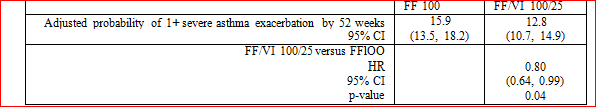 FF 100 FF/VI 100/25
Adjusted probability of 1+ severe asthma exacerbation by 52 weeks 15.9 12.8
95% CI (13.5, 18.2) (10.7, 14.9)
FF/VI 100/25 versus FFlOO
HR 0.80
95% CI (0.64, 0.99)
p-value 0.04